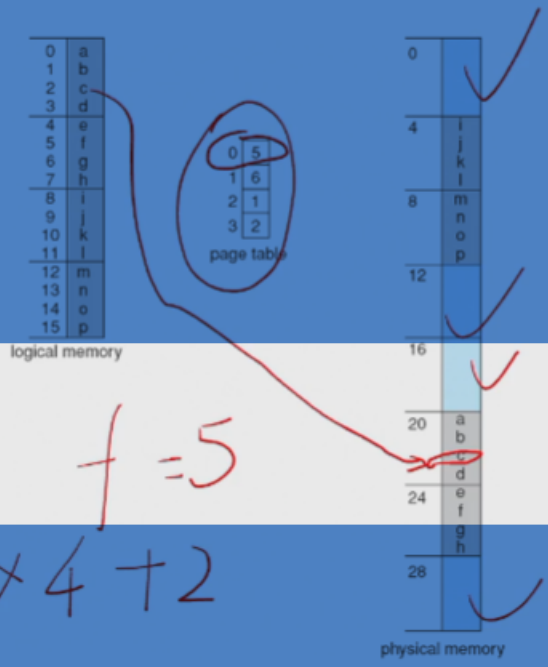 0 a
1 b
2 c
3 d
4 e
5 f
6 g
7 h
8 i
9 j
10 k
11 l
12 m
13 n
14 o
15 p
logical memory
0 5
1 6
2 1
3 2
page table
0
4 i
j
k
l
8 m
n
o
p
12
16
20 a
b
c
d
24 e
f
g
h
28
physical memory
f = 5
× 4 + 2